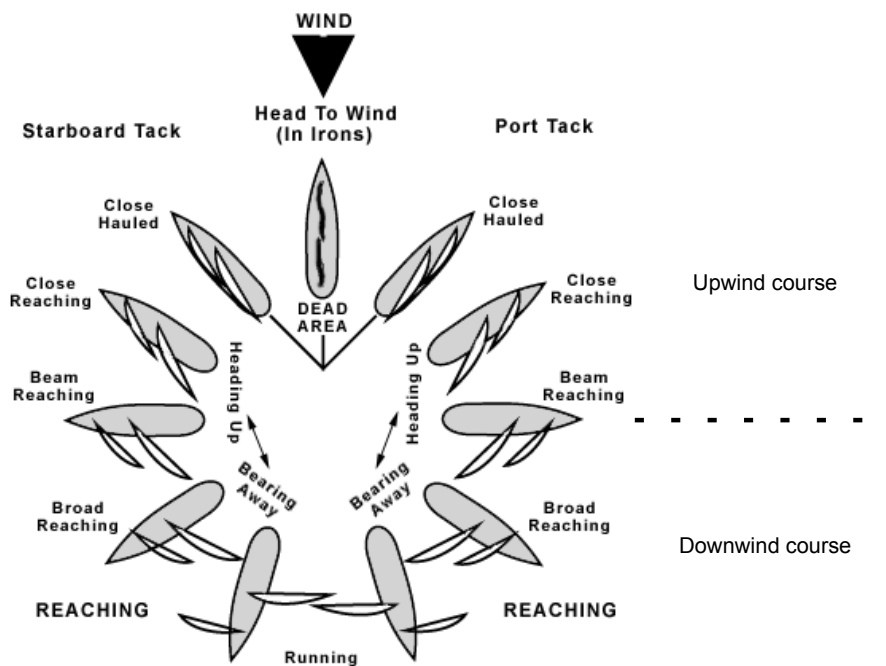 WIND
Head To Wind
(In Irons)
Starboard Tack
Port Tack
Close
Hauled
Close
Hauled
Close
Reaching
DEAD
AREA
Close
Reaching
Upwind course
Beam
Reaching
Heading Up
Heading Up
Beam
Reaching
Bearing
Away
Bearing
Away
Broad
Reaching
Broad
Reaching
Downwind course
REACHING
REACHING
Running